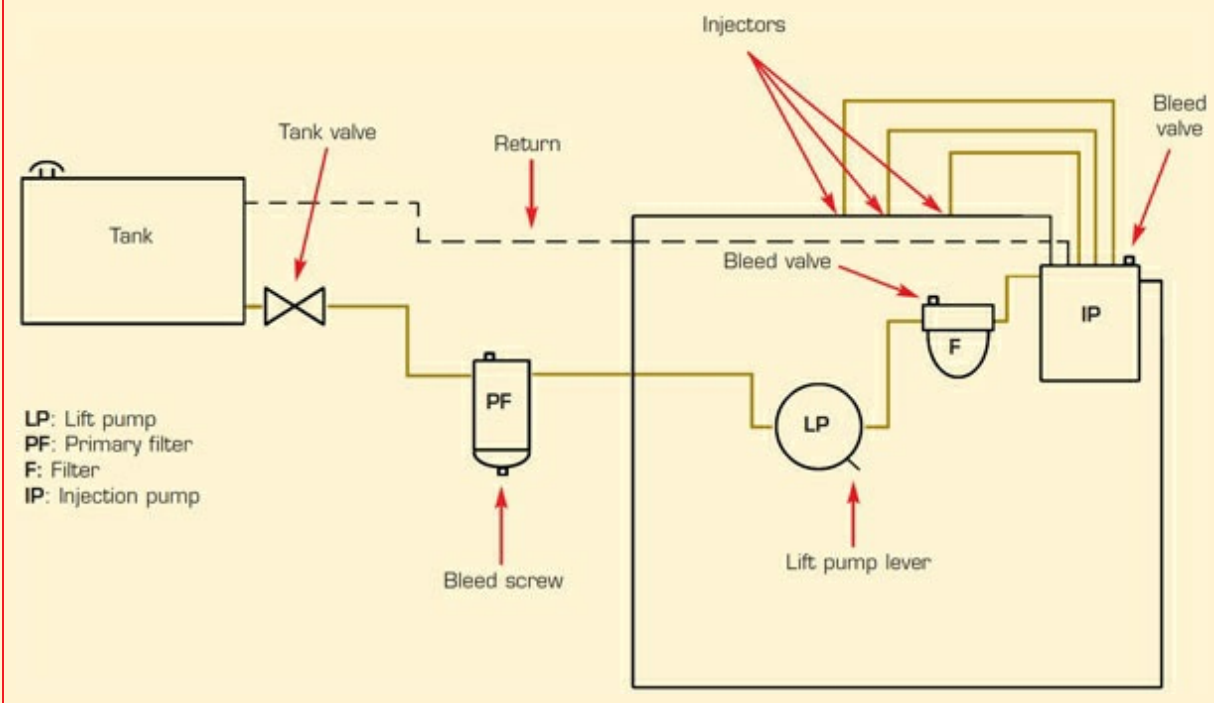 Injectors
Bleed
valve
Tank valve
Return
Tank
Bleed valve
IP
F
PF
LP
LP: Lift pump
PF: Primary filter
F: Filter
IP: Injection pump
Lift pump lever
Bleed screw